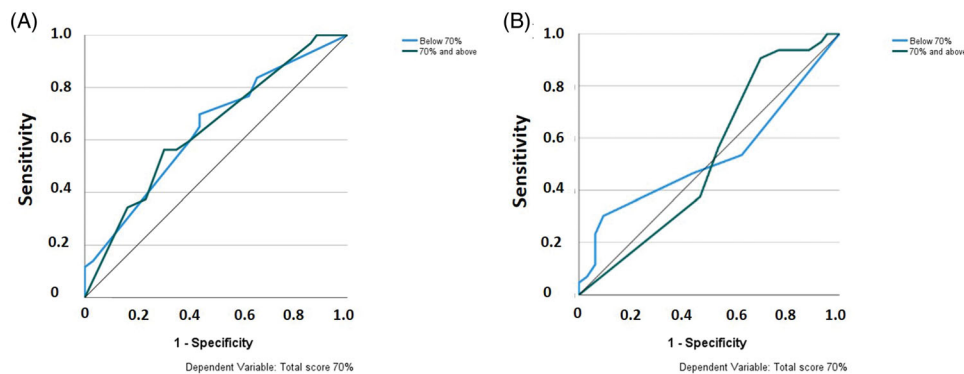 (A)
1.0
0.8
0.6
0.4
0.2
0
Sensitivity
0 0.2 0.4 0.6 0.8 1.0
1 - Specificity
Dependent Variable: Total score 70%
Below 70%
70% and above
(B)
1.0
0.8
0.6
0.4
0.2
0
Sensitivity
0 0.2 0.4 0.6 0.8 1.0
1 - Specificity
Dependent Variable: Total score 70%
Below 70%
70% and above